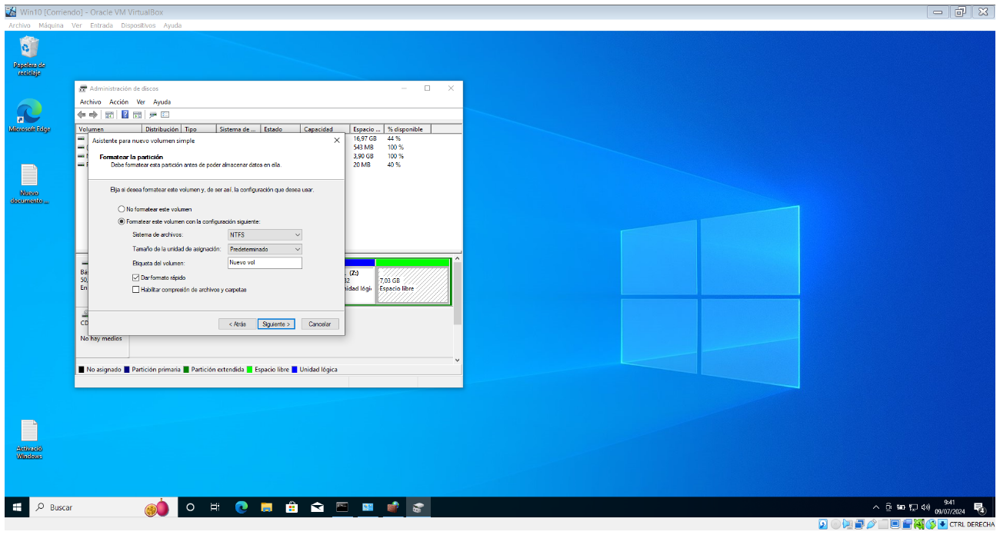 Win10 [Corriendo] - Oracle VM VirtualBox
Archivo Máquina Ver Entrada Dispositivos Ayuda
Papelera de
reciclaje
Microsoft Edge
Nuevo
documento ...
Activació
Windows
Administración de discos
Archivo Acción Ver Ayuda
Volumen Distribución Tipo Sistema de ... Estado Capacidad Espacio ... % disponible
16,97 GB 44 %
543 MB 100 %
3,90 GB 100 %
20 MB 40 %
Asistente para nuevo volumen simple
Formatear la partición
Debe formatear esta partición antes de poder almacenar datos en ella.
Elija si desea formatear este volumen y, de ser así, la configuración que desea usar.
No formatear este volumen
Formatear este volumen con la configuración siguiente:
Sistema de archivos: NTFS
Tamaño de la unidad de asignación: Predeterminado
Etiqueta del volumen: Nuevo vol
Dar formato rápido
Habilitar compresión de archivos y carpetas
< Atrás Siguiente > Cancelar
Bá
50,
En
(Z:)
32
nidad lógi
7,03 GB
Espacio libre
CD
No hay medios
No asignado Partición primaria Partición extendida Espacio libre Unidad lógica
Buscar
9:41
09/07/2024
4
CTRL DERECHA